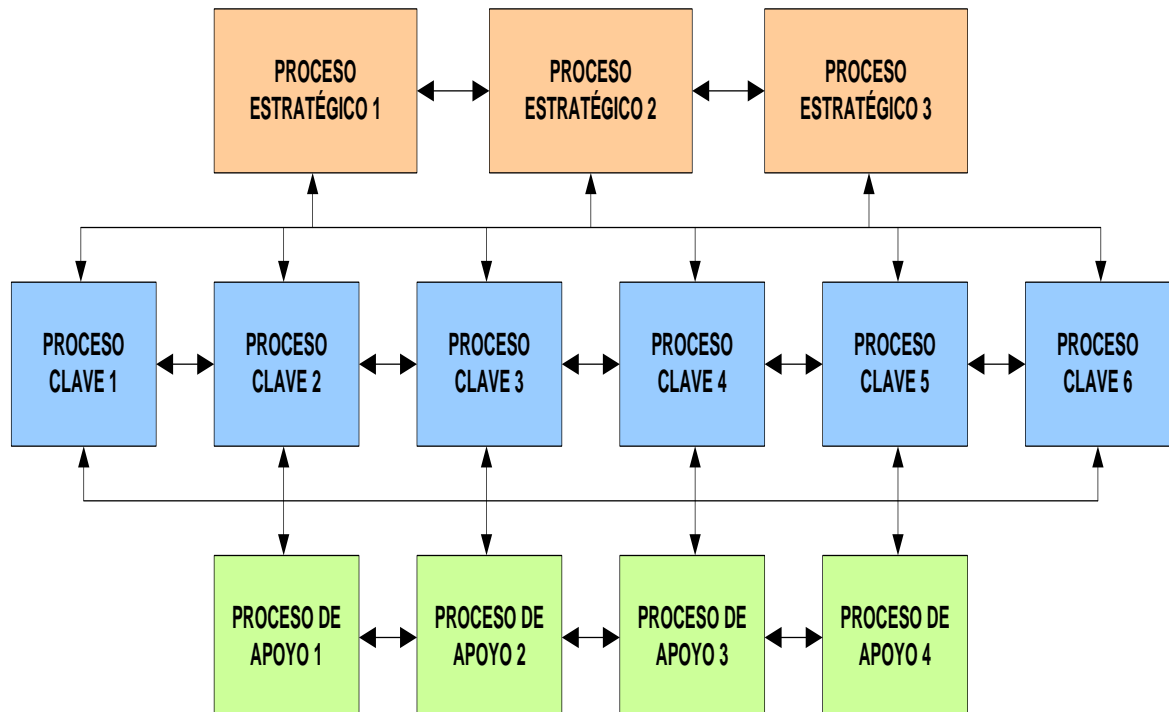 PROCESO
ESTRATÉGICO 1
PROCESO
ESTRATÉGICO 2
PROCESO
ESTRATÉGICO 3
PROCESO
CLAVE 1
PROCESO
CLAVE 2
PROCESO
CLAVE 3
PROCESO
CLAVE 4
PROCESO
CLAVE 5
PROCESO
CLAVE 6
PROCESO DE
APOYO 1
PROCESO DE
APOYO 2
PROCESO DE
APOYO 3
PROCESO DE
APOYO 4